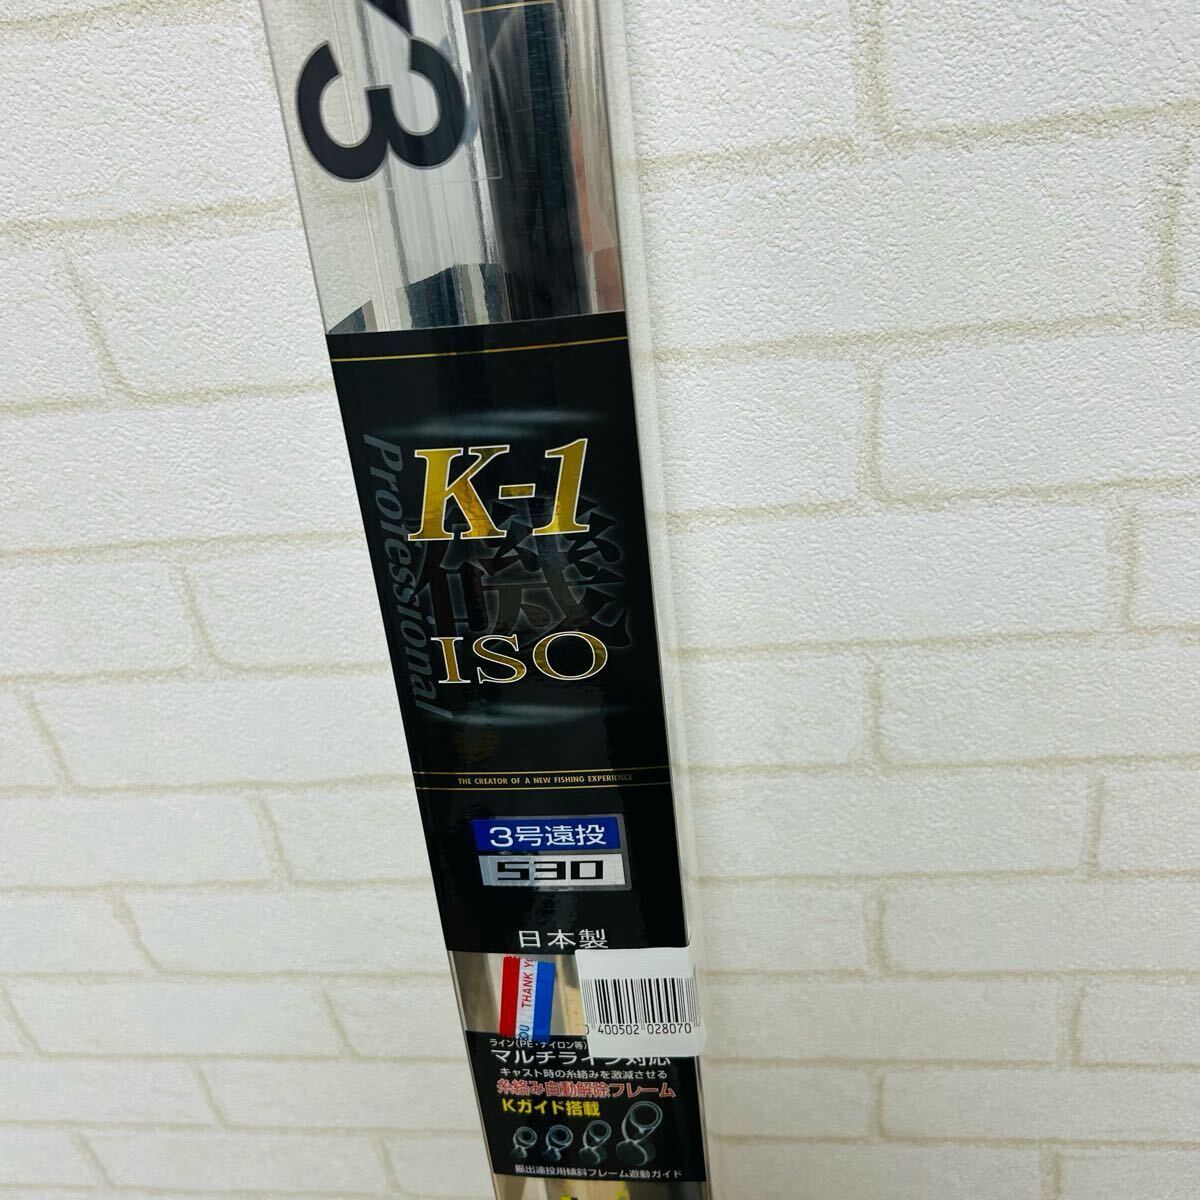 3
K-1
Professional
ISO
THE CREATOR OF A NEW FISHING EXPERIENCE
3号遠投
530
日本製
THANK YO
OU
400502 028070
ライン(PE・ナイロン等)
マルチライン対応
キャスト時の糸絡みを激減させる
糸絡み自動解除フレーム
Kガイド搭載
振出遠投用傾斜フレーム遊動ガイド